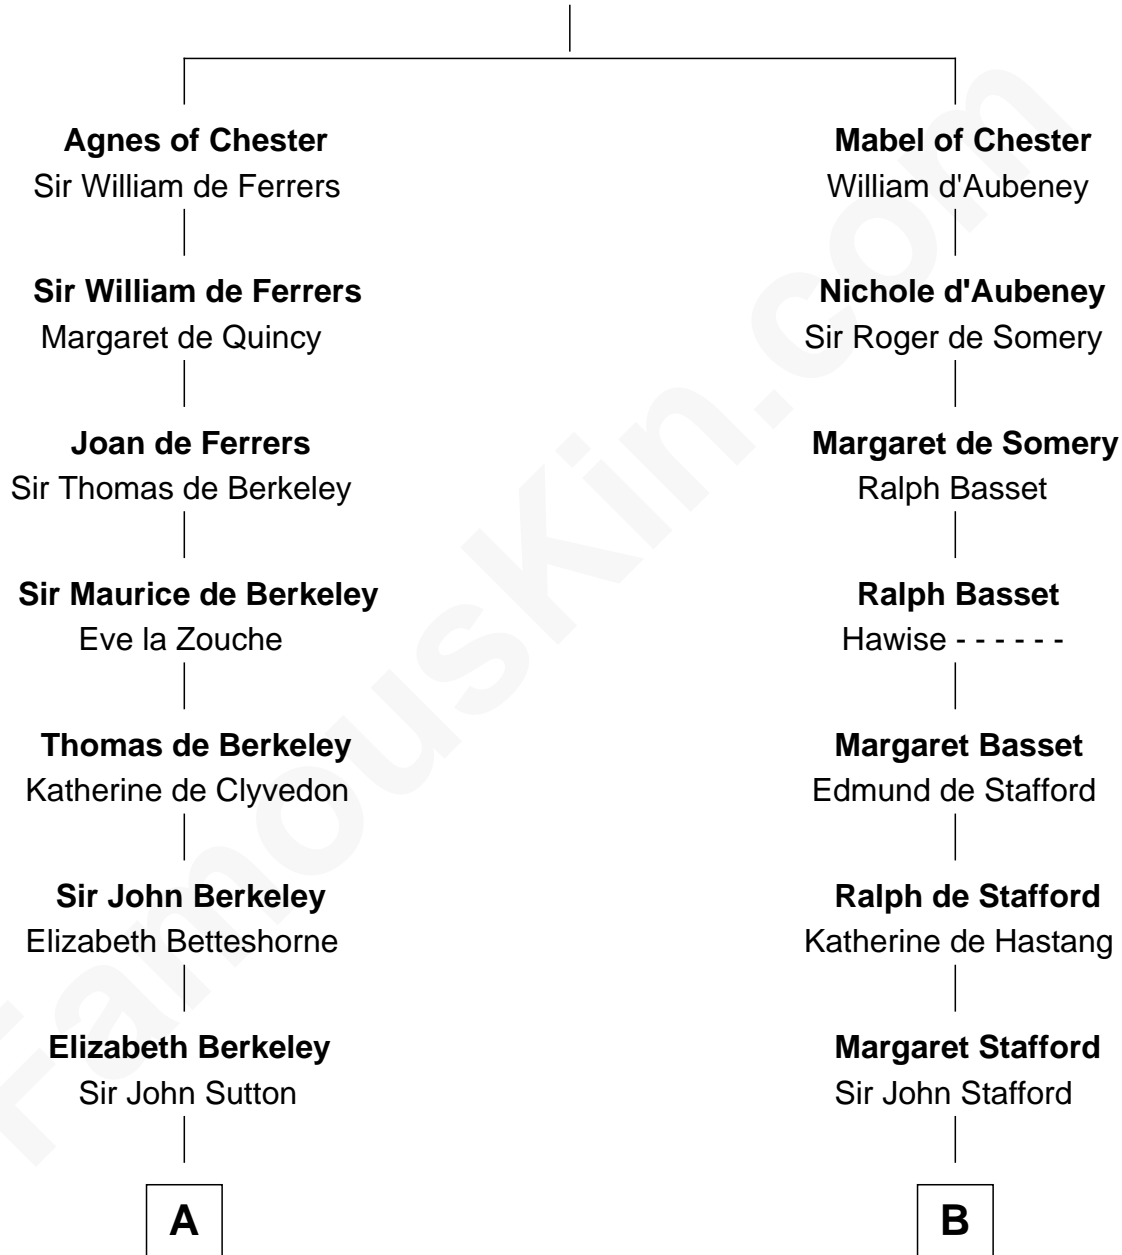 Agnes of Chester
Sir William de Ferrers
Sir William de Ferrers
Margaret de Quincy
Joan de Ferrers
Sir Thomas de Berkeley
Sir Maurice de Berkeley
Eve la Zouche
Thomas de Berkeley
Katherine de Clyvedon
Sir John Berkeley
Elizabeth Betteshorne
Elizabeth Berkeley
Sir John Sutton
A
Mabel of Chester
William d'Aubeney
Nichole d'Aubeney
Sir Roger de Somery
Margaret de Somery
Ralph Basset
Ralph Basset
Hawise - - - - - -
Margaret Basset
Edmund de Stafford
Ralph de Stafford
Katherine de Hastang
Margaret Stafford
Sir John Stafford
B
FamousKin.com